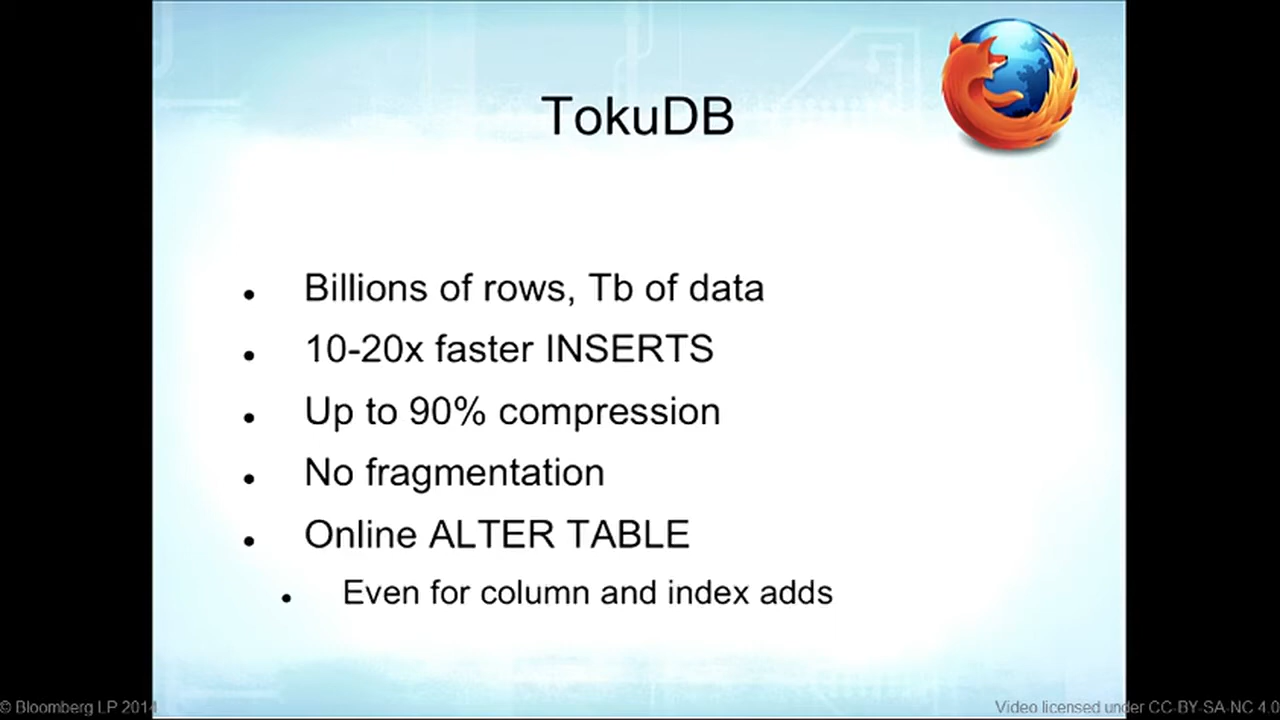 TokuDB
• Billions of rows, Tb of data
• 10-20x faster INSERTS
• Up to 90% compression
• No fragmentation
• Online ALTER TABLE
• Even for column and index adds
© Bloomberg LP 2014
Video licensed under CC-BY-SA-NC 4.0